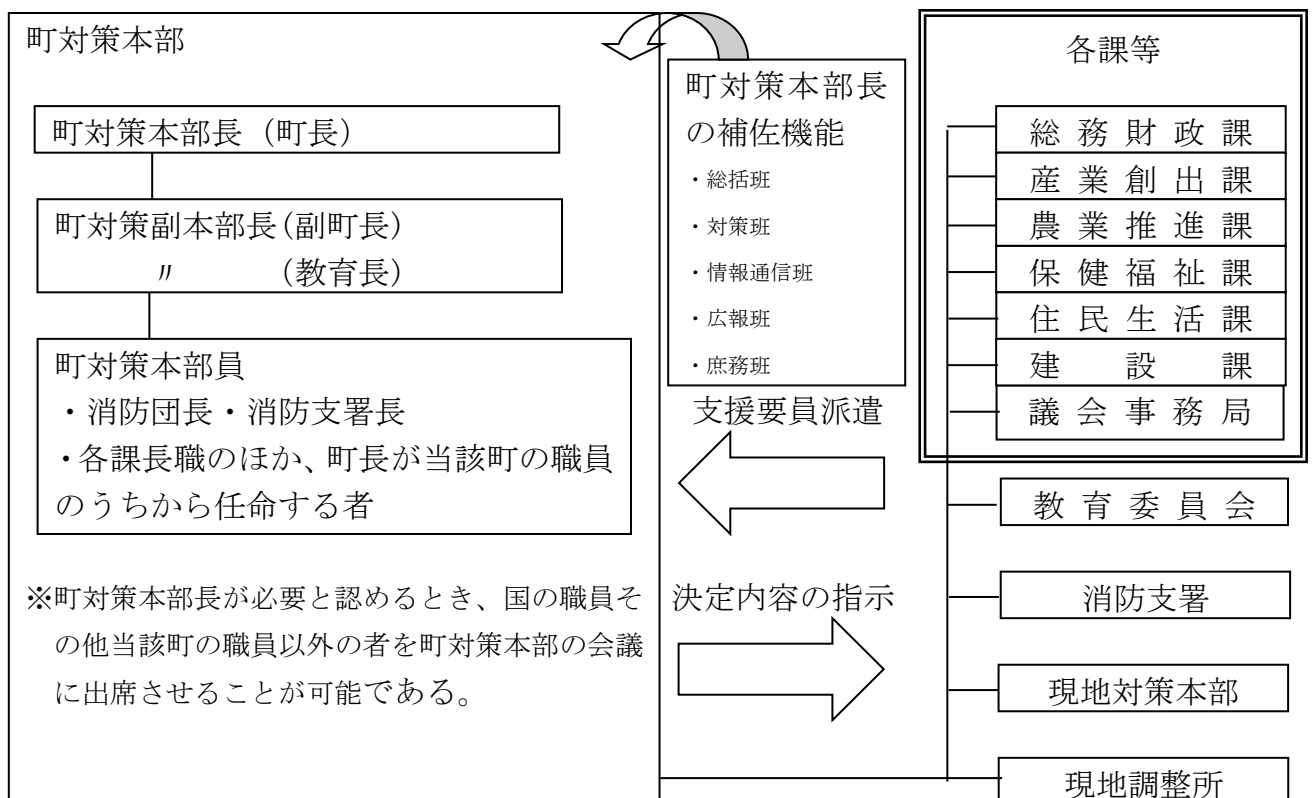 町対策本部
町対策本部長（町長）
町対策副本部長（副町長）
〃　（教育長）
町対策本部員
・消防団長・消防支署長
・各課長職のほか、町長が当該町の職員
のうちから任命する者
※町対策本部長が必要と認めるとき、国の職員そ
の他当該町の職員以外の者を町対策本部の会議
に出席させることが可能である。
町対策本部長
の補佐機能
・総括班
・対策班
・情報通信班
・広報班
・庶務班
支援要員派遣
決定内容の指示
各課等
総務財政課
産業創出課
農業推進課
保健福祉課
住民生活課
建設課
議会事務局
教育委員会
消防支署
現地対策本部
現地調整所